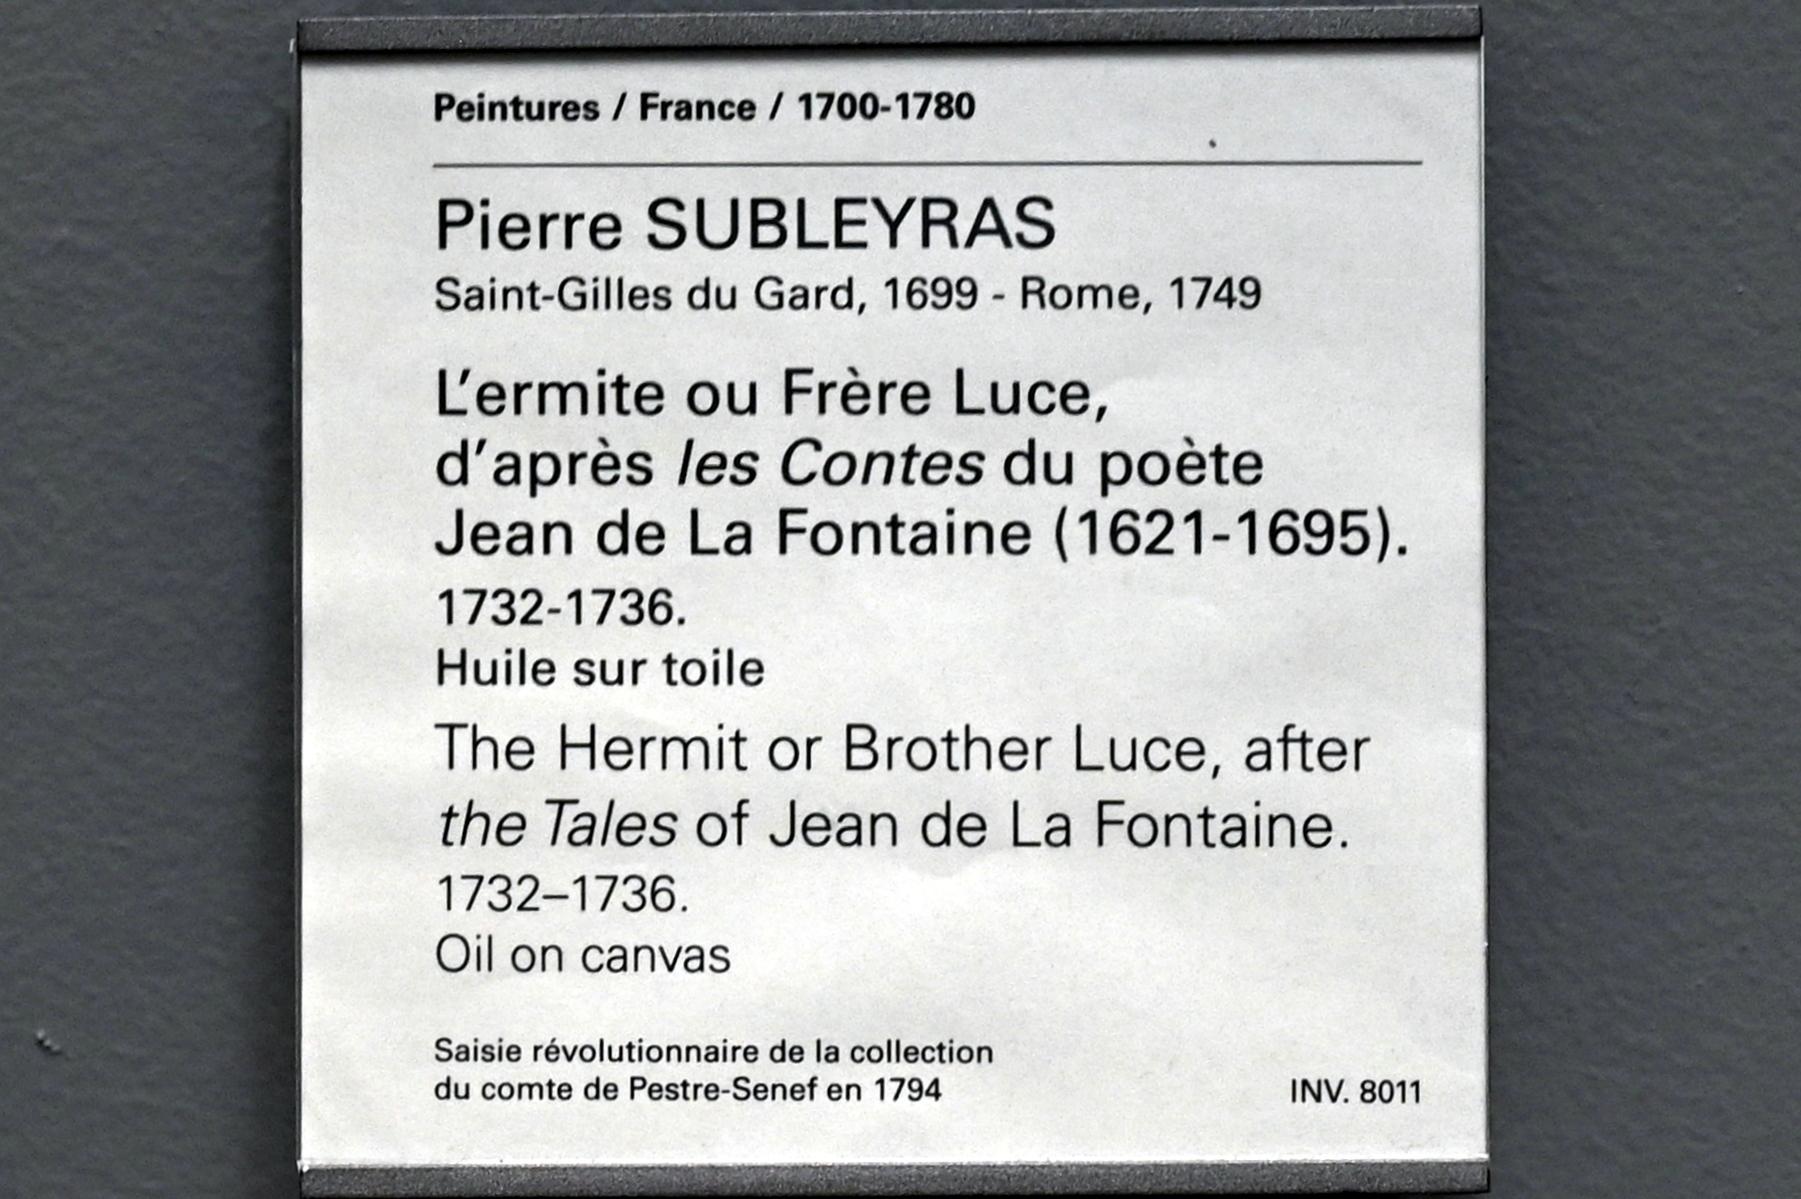 Peintures / France / 1700-1780
Pierre SUBLEYRAS
Saint-Gilles du Gard, 1699 - Rome, 1749
L'ermite ou Frère Luce,
d'après les Contes du poète
Jean de La Fontaine (1621-1695).
1732-1736.
Huile sur toile
The Hermit or Brother Luce, after
the Tales of Jean de La Fontaine.
1732–1736.
Oil on canvas
Saisie révolutionnaire de la collection
du comte de Pestre-Senef en 1794
INV. 8011